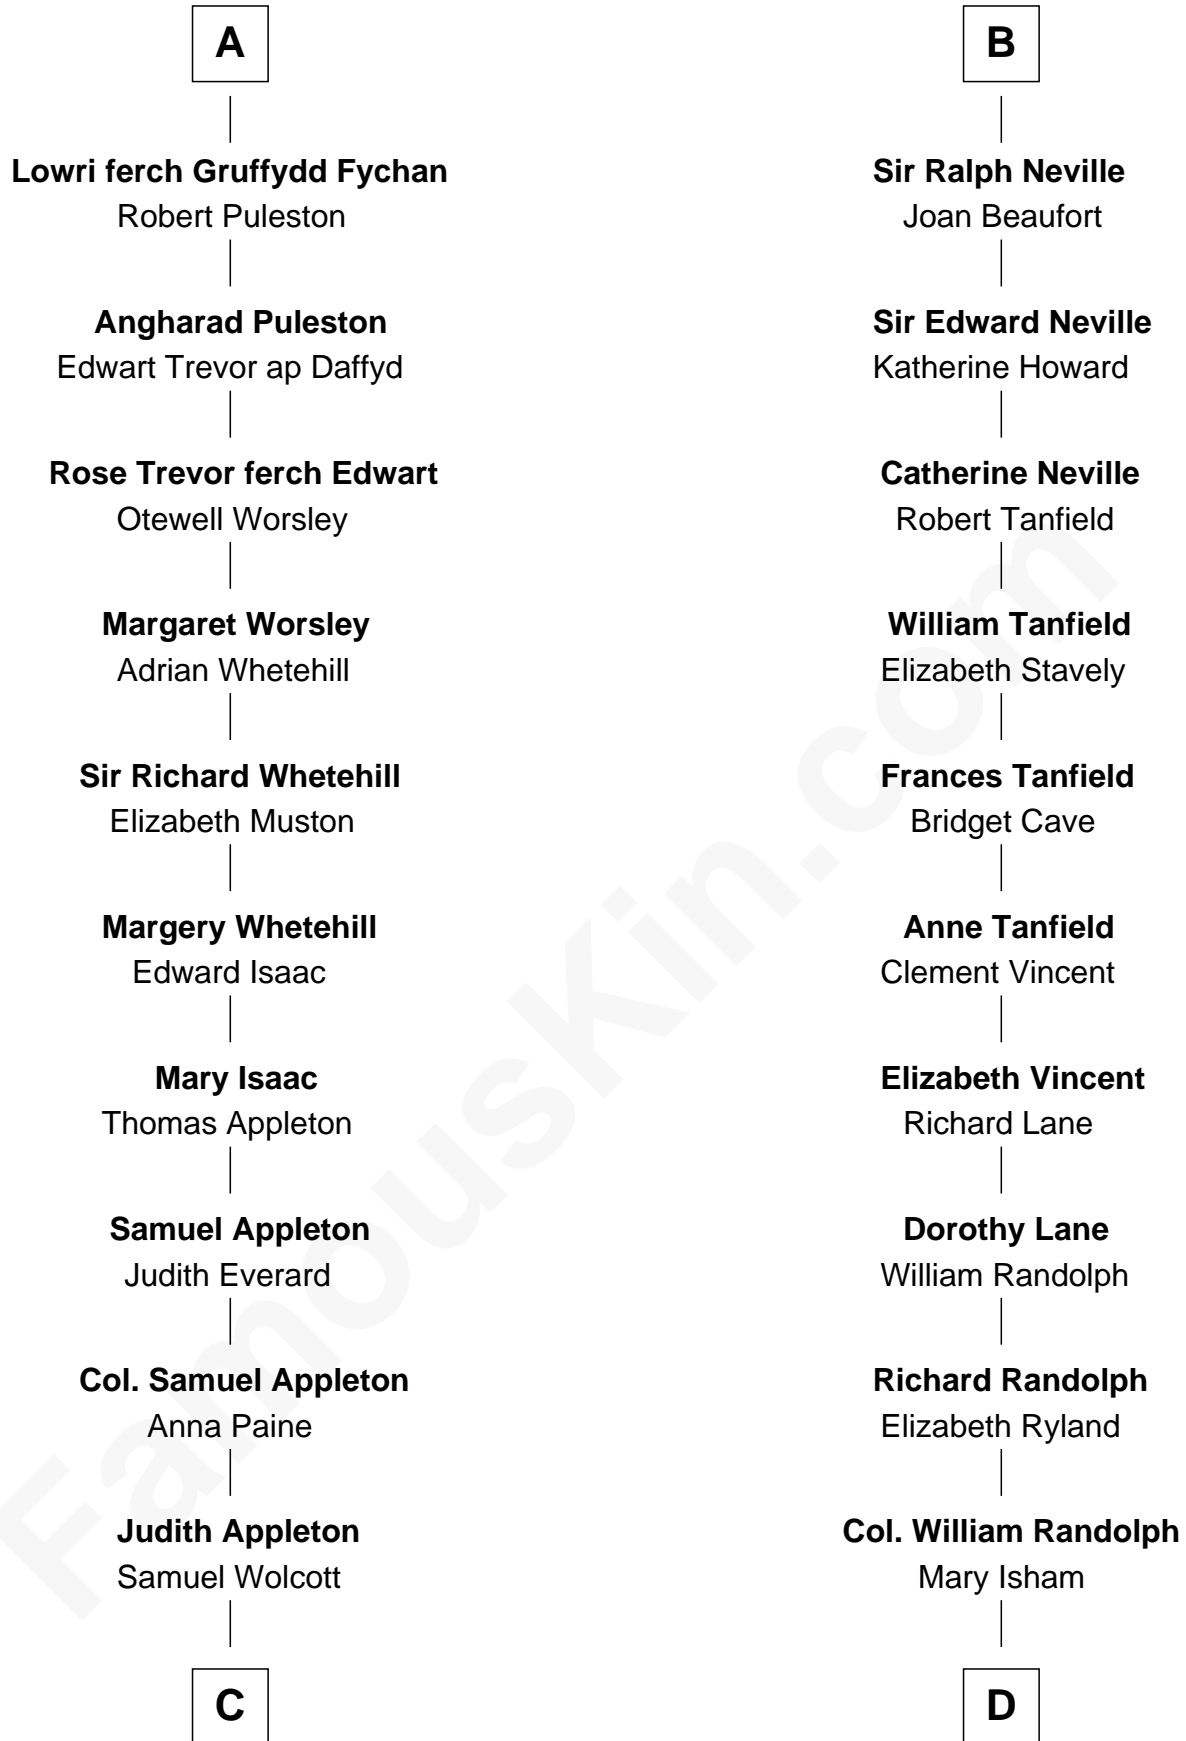 A
Lowri ferch Gruffydd Fychan
Robert Puleston
Angharad Puleston
Edwart Trevor ap Daffyd
Rose Trevor ferch Edwart
Otewell Worsley
Margaret Worsley
Adrian Whetehill
Sir Richard Whetehill
Elizabeth Muston
Margery Whetehill
Edward Isaac
Mary Isaac
Thomas Appleton
Samuel Appleton
Judith Everard
Col. Samuel Appleton
Anna Paine
Judith Appleton
Samuel Wolcott
C
B
Sir Ralph Neville
Joan Beaufort
Sir Edward Neville
Katherine Howard
Catherine Neville
Robert Tanfield
William Tanfield
Elizabeth Stavely
Frances Tanfield
Bridget Cave
Anne Tanfield
Clement Vincent
Elizabeth Vincent
Richard Lane
Dorothy Lane
William Randolph
Richard Randolph
Elizabeth Ryland
Col. William Randolph
Mary Isham
D
FamousKin.com